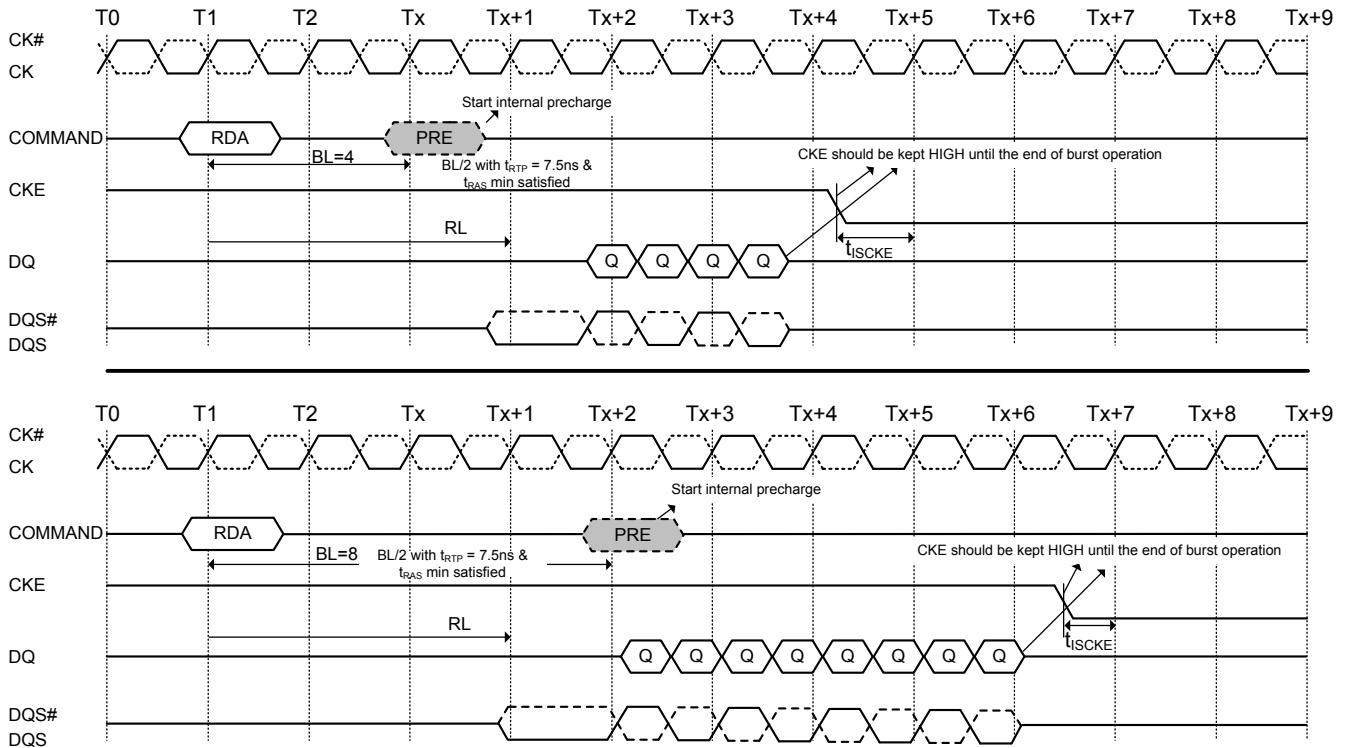 T0 T1 T2 Tx Tx+1 Tx+2 Tx+3 Tx+4 Tx+5 Tx+6 Tx+7 Tx+8 Tx+9
CK#
CK
Start internal precharge
COMMAND RDA PRE
BL=4
BL/2 with tRTP = 7.5ns &
tRAS min satisfied
CKE should be kept HIGH until the end of burst operation
CKE
RL
tISCKE
DQ Q Q Q Q
DQS#
DQS
T0 T1 T2 Tx Tx+1 Tx+2 Tx+3 Tx+4 Tx+5 Tx+6 Tx+7 Tx+8 Tx+9
CK#
CK
Start internal precharge
COMMAND RDA PRE
BL=8
BL/2 with tRTP = 7.5ns &
tRAS min satisfied
CKE should be kept HIGH until the end of burst operation
CKE
RL
tISCKE
DQ Q Q Q Q Q Q Q Q
DQS#
DQS